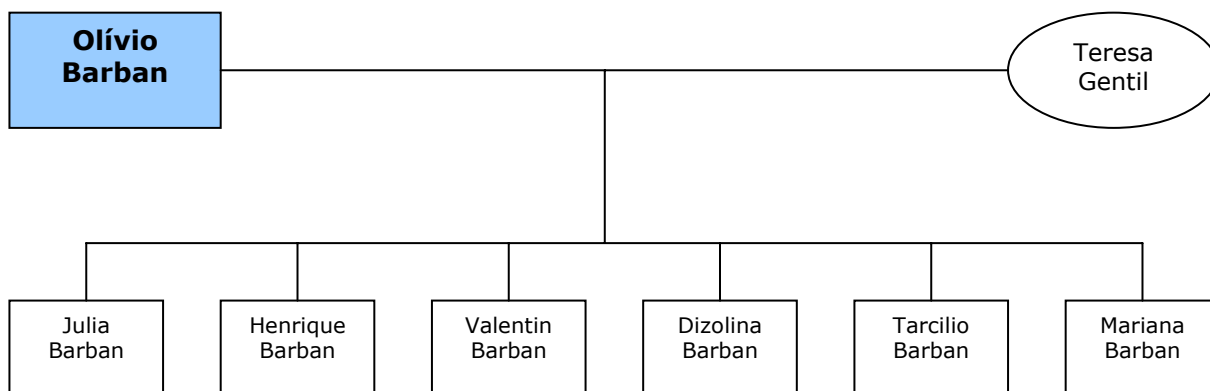 Olívio
Barban
Teresa
Gentil
Julia
Barban
Henrique
Barban
Valentin
Barban
Dizolina
Barban
Tarcilio
Barban
Mariana
Barban